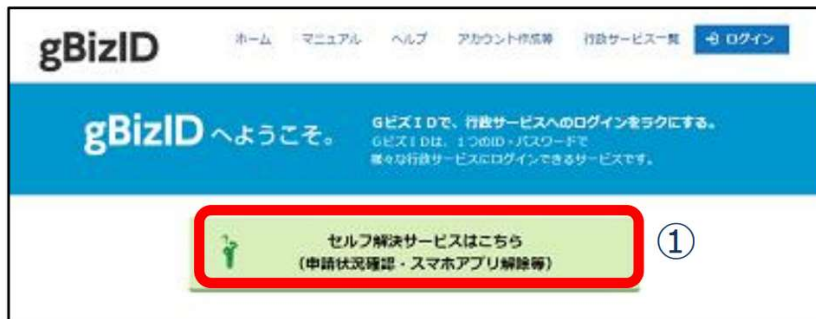 gBizID
ホーム マニュアル ヘルプ アカウント作成等 行政サービス一覧 ログイン
gBizID へようこそ。
GビズIDで、行政サービスへのログインをラクにする。
GビズIDは、1つのID・パスワードで
様々な行政サービスにログインできるサービスです。
セルフ解決サービスはこちら
(申請状況確認・スマホアプリ解除等)
①